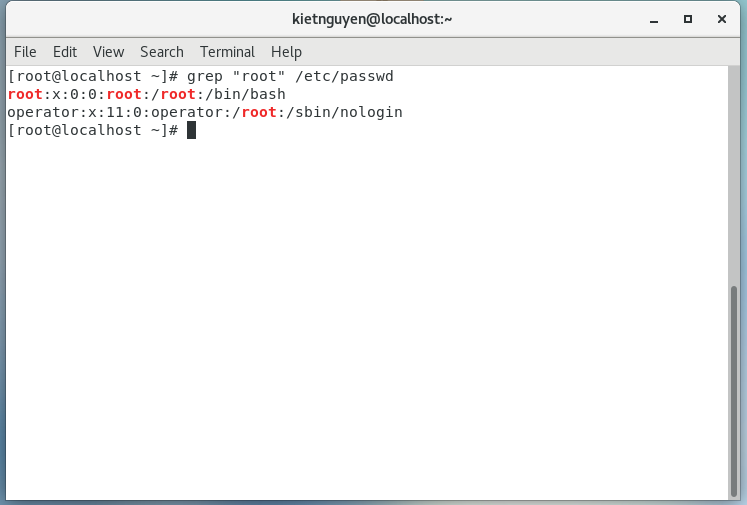 kietnguyen@localhost:~
File Edit View Search Terminal Help
[root@localhost ~]# grep "root" /etc/passwd
root:x:0:0:root:/root:/bin/bash
operator:x:11:0:operator:/root:/sbin/nologin
[root@localhost ~]#